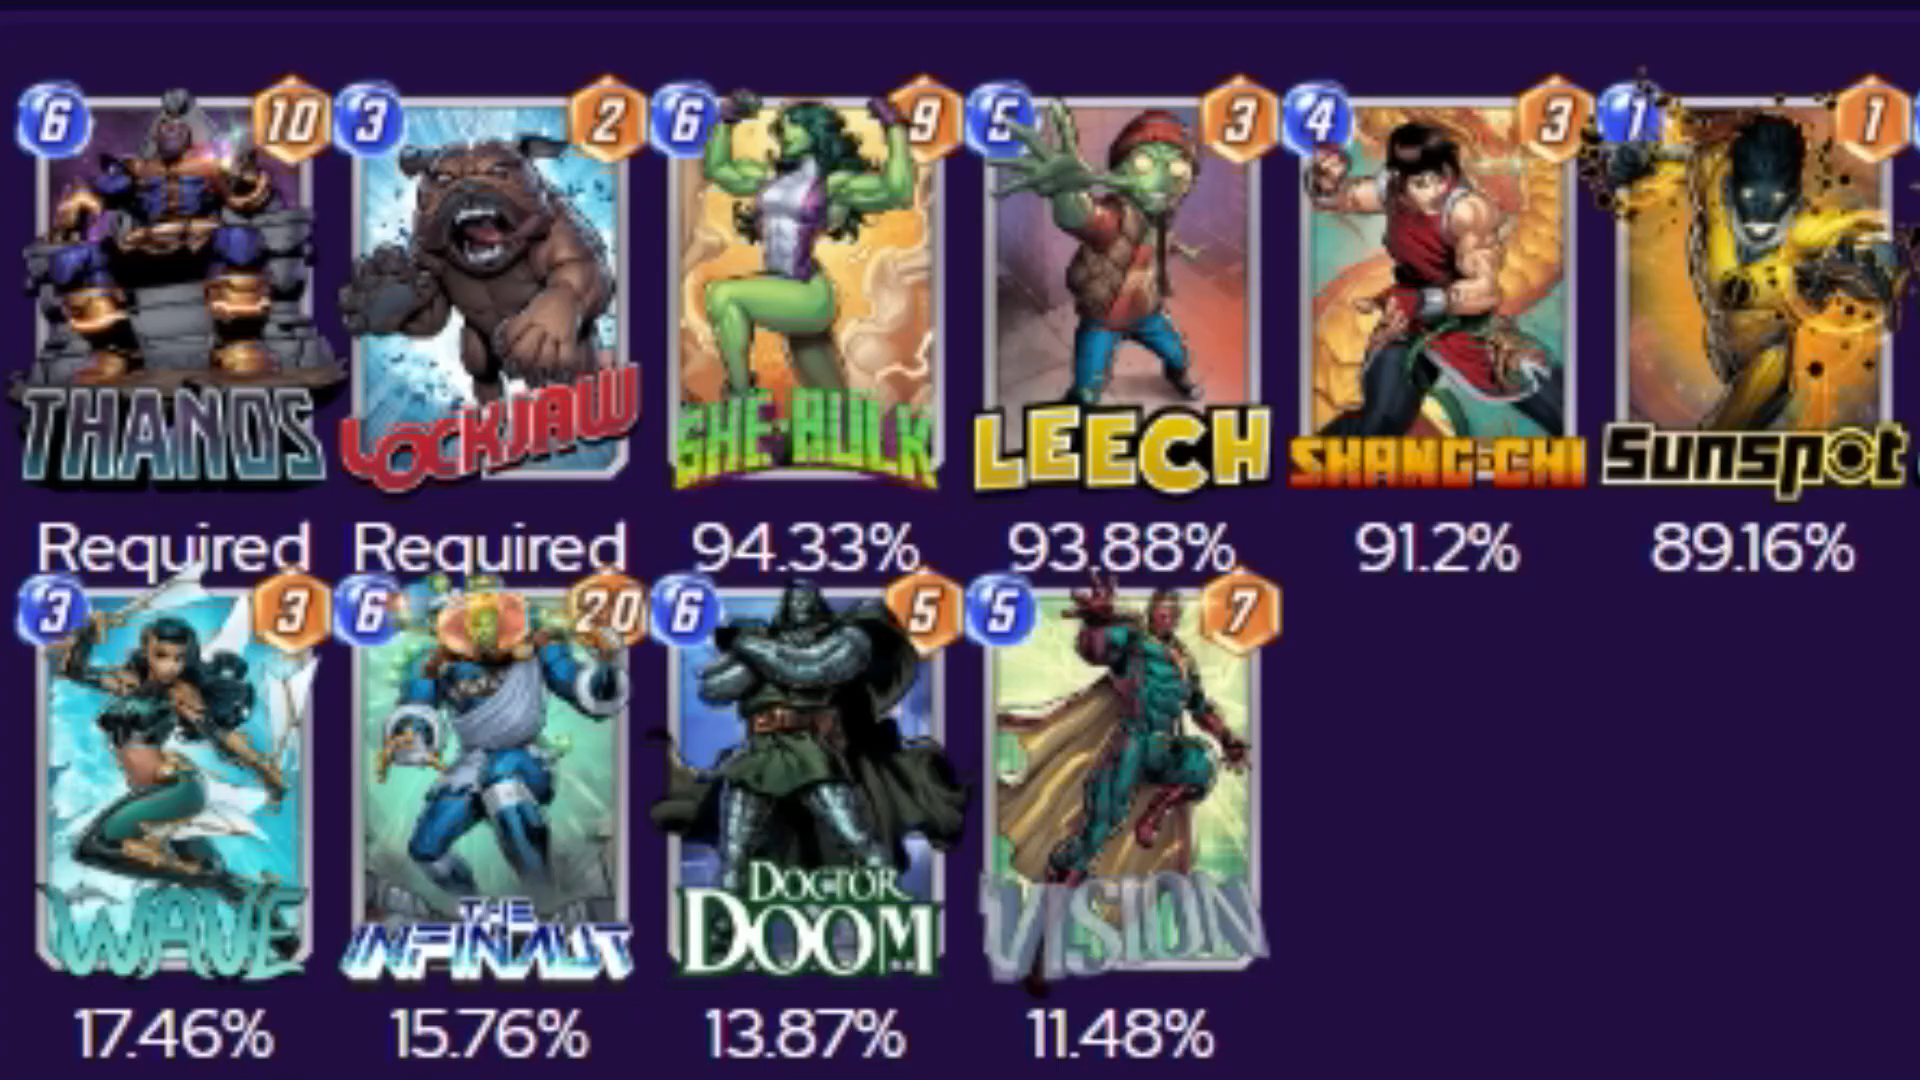 6 10 3 2 6 9 5 3 4 3 1 1
THANOS LOCKJAW SHE-HULK LEECH SHANG-CHI Sunspot
Required Required 94.33% 93.88% 91.2% 89.16%
3 3 6 20 6 5 5 7
WAVE THE INFINAUT DOCTOR DOOM VISION
17.46% 15.76% 13.87% 11.48%